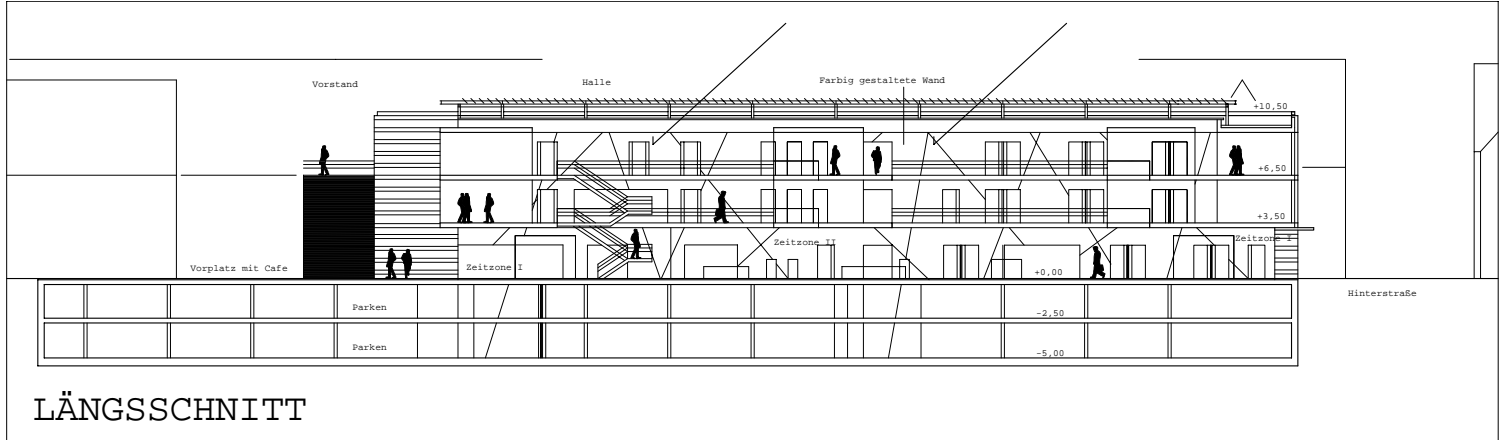 Vorstand
Halle
Farbig gestaltete Wand
+10,50
+6,50
+3,50
Zeitzone II
Zeitzone I
Vorplatz mit Cafe
Zeitzone I
+0,00
Hinterstraße
Parken
-2,50
Parken
-5,00
LÄNGSSCHNITT